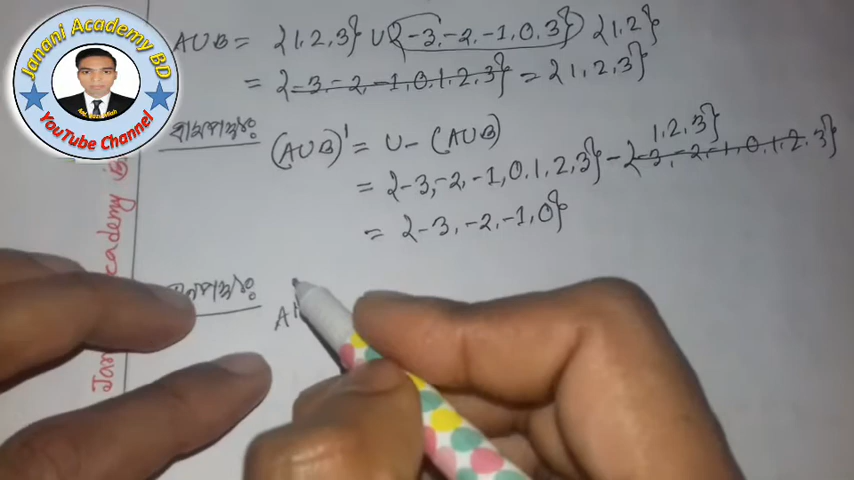 Janani Academy BD
YouTube Channel
A∪B = {1,2,3} ∪ {-3,-2,-1,0,3} {1,2}
= {-3,-2,-1,0,1,2,3} = {1,2,3}
বামপক্ষঃ (A∪B)' = U - (A∪B)
1,2,3}
= {-3,-2,-1,0,1,2,3} - {-3,-2,-1,0,1,2,3}
= {-3,-2,-1,0}
ডানপক্ষঃ A'